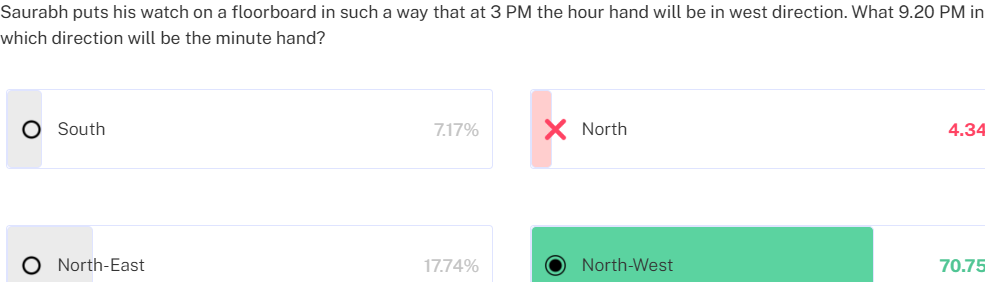 Saurabh puts his watch on a floorboard in such a way that at 3 PM the hour hand will be in west direction. What 9.20 PM in
which direction will be the minute hand?
South 7.17% North 4.34
North-East 17.74% North-West 70.75